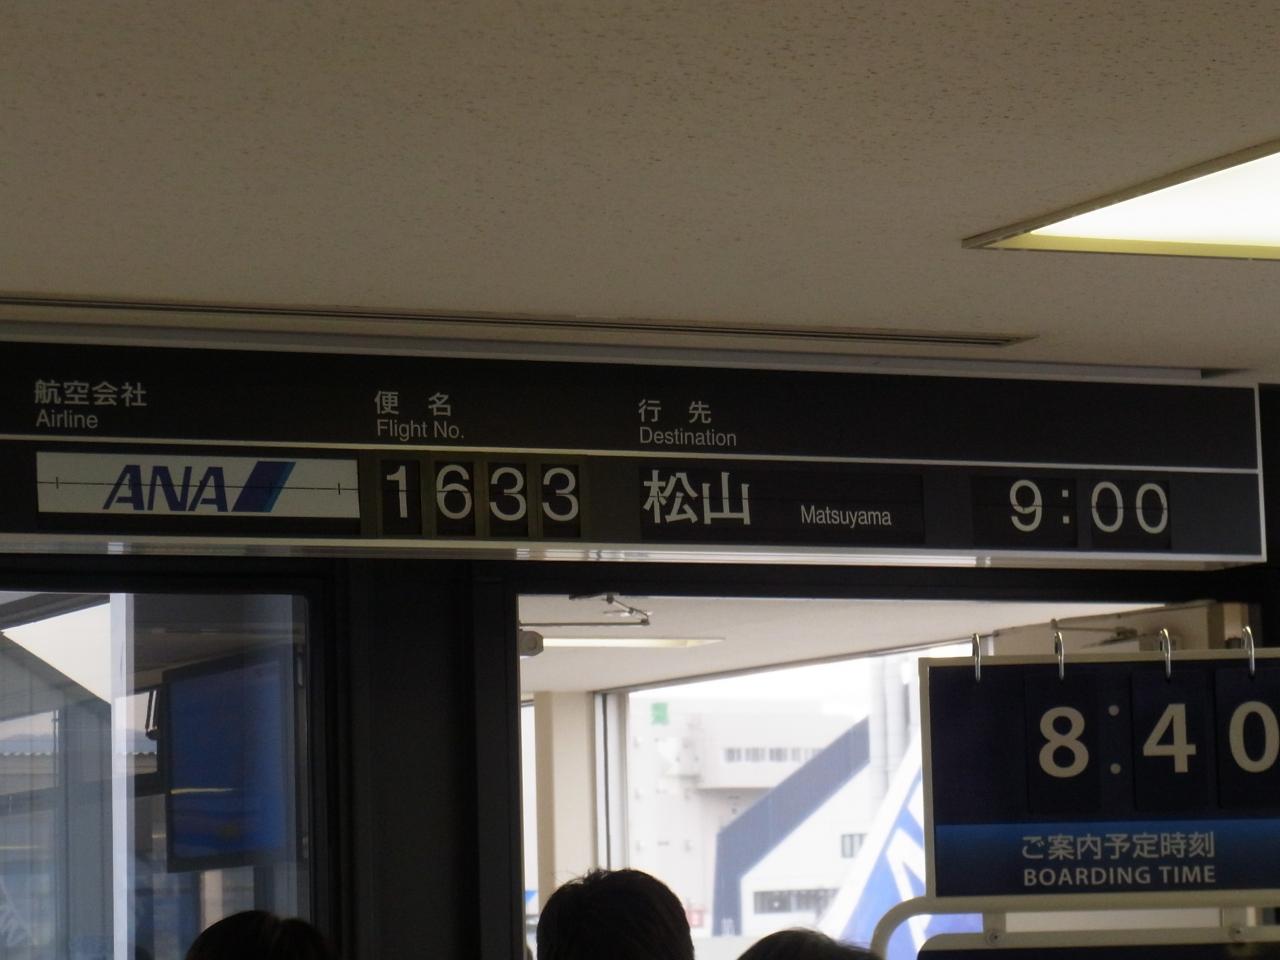 航空会社
Airline
便 名
Flight No.
行 先
Destination
ANA 1633 松山 Matsuyama 9:00
8:40
ご案内予定時刻
BOARDING TIME